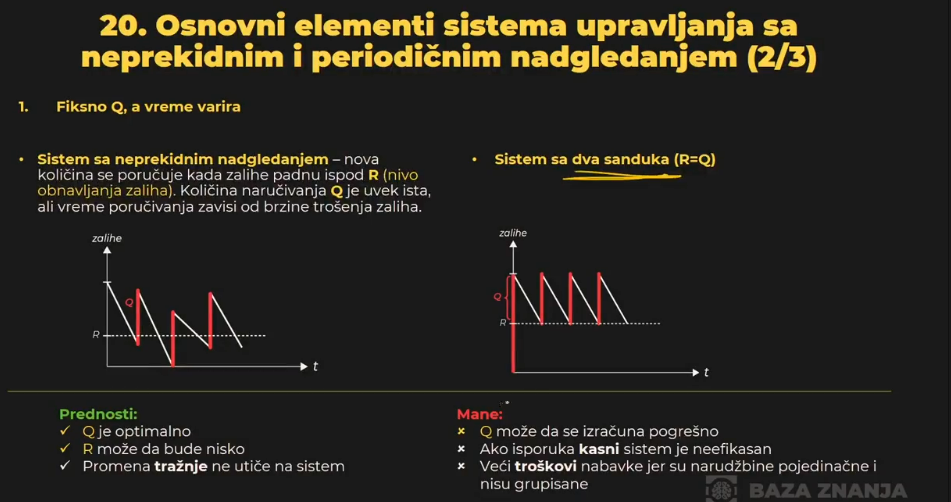 20. Osnovni elementi sistema upravljanja sa
neprekidnim i periodičnim nadgledanjem (2/3)
1. Fiksno Q, a vreme varira
• Sistem sa neprekidnim nadgledanjem – nova
količina se poručuje kada zalihe padnu ispod R (nivo
obnavljanja zaliha). Količina naručivanja Q je uvek ista,
ali vreme poručivanja zavisi od brzine trošenja zaliha.
• Sistem sa dva sanduka (R=Q)
zalihe
Q
R
t
zalihe
Q
R
t
Prednosti:
✓ Q je optimalno
✓ R može da bude nisko
✓ Promena tražnje ne utiče na sistem
Mane:
× Q može da se izračuna pogrešno
× Ako isporuka kasni sistem je neefikasan
× Veći troškovi nabavke jer su narudžbine pojedinačne i
nisu grupisane
BAZA ZNANJA